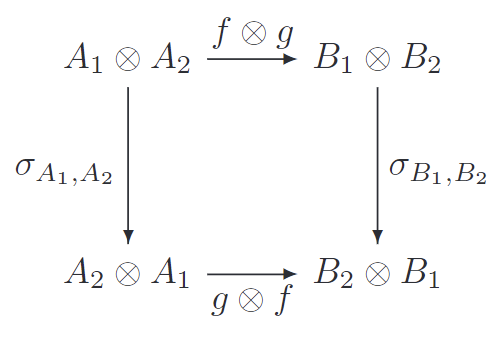 f ⊗ g
A₁ ⊗ A₂ B₁ ⊗ B₂
σ_{A₁,A₂} σ_{B₁,B₂}
A₂ ⊗ A₁ B₂ ⊗ B₁
g ⊗ f